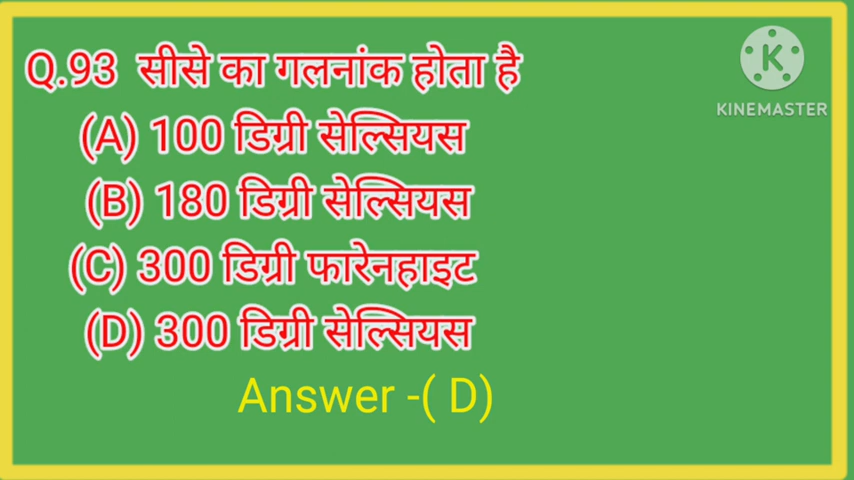 Q.93 सीसे का गलनांक होता है
KINEMASTER
(A) 100 डिग्री सेल्सियस
(B) 180 डिग्री सेल्सियस
(C) 300 डिग्री फारेनहाइट
(D) 300 डिग्री सेल्सियस
Answer -( D)